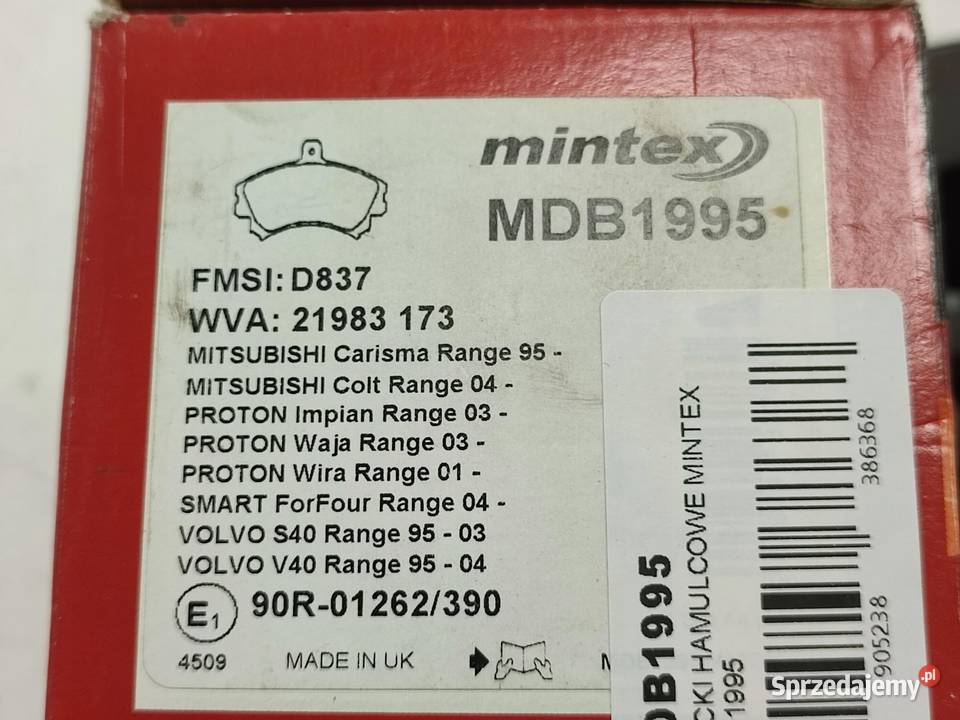 mintex
MDB1995
FMSI: D837
WVA: 21983 173
MITSUBISHI Carisma Range 95 -
MITSUBISHI Colt Range 04 -
PROTON Impian Range 03 -
PROTON Waja Range 03 -
PROTON Wira Range 01 -
SMART ForFour Range 04 -
VOLVO S40 Range 95 - 03
VOLVO V40 Range 95 - 04
E1 90R-01262/390
4509 MADE IN UK
DB1995
CKI HAMULCOWE MINTEX
1995
905238 386368
Sprzedajemy.pl